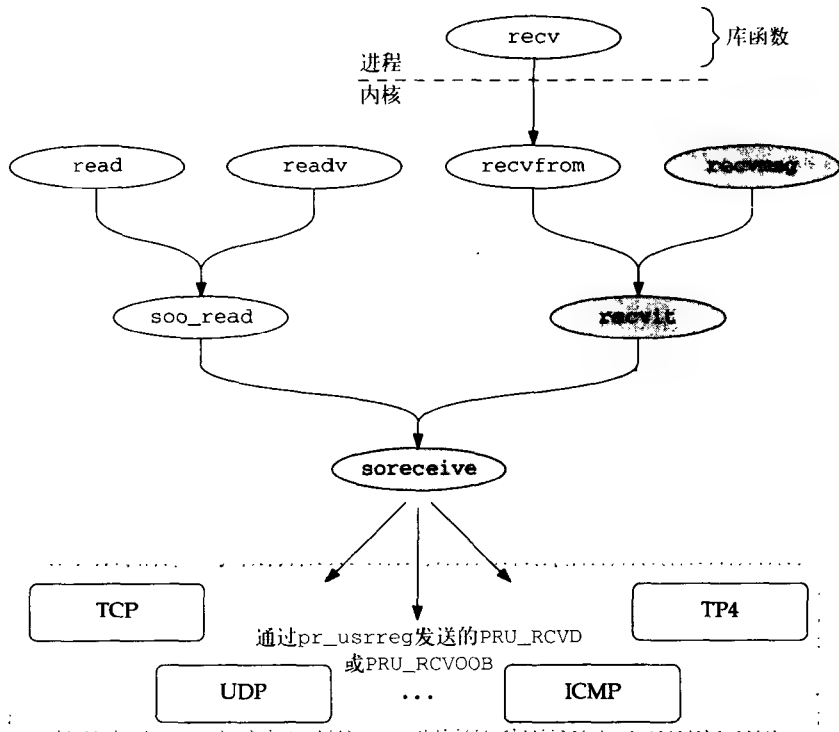 recv
库函数
进程
内核
read
readv
recvfrom
recvmsg
soo_read
recvit
soreceive
TCP
TP4
通过pr_usrreg发送的PRU_RCVD
或PRU_RCVOOB
UDP
...
ICMP